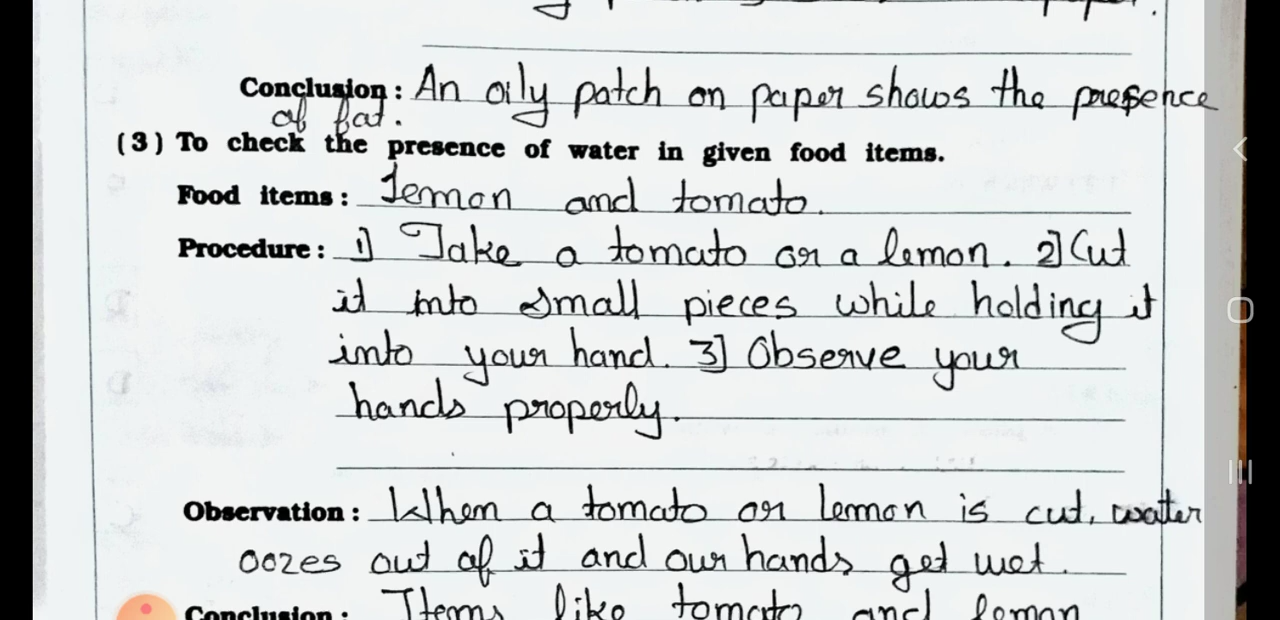 Conclusion : An oily patch on paper shows the presence
of fat.
(3) To check the presence of water in given food items.
Food items : Lemon and tomato.
Procedure : 1] Take a tomato or a lemon. 2] Cut
it into small pieces while holding it
into your hand. 3] Observe your
hands properly.
Observation : When a tomato or lemon is cut, water
oozes out of it and our hands get wet.
Conclusion : Items like tomato and lemon